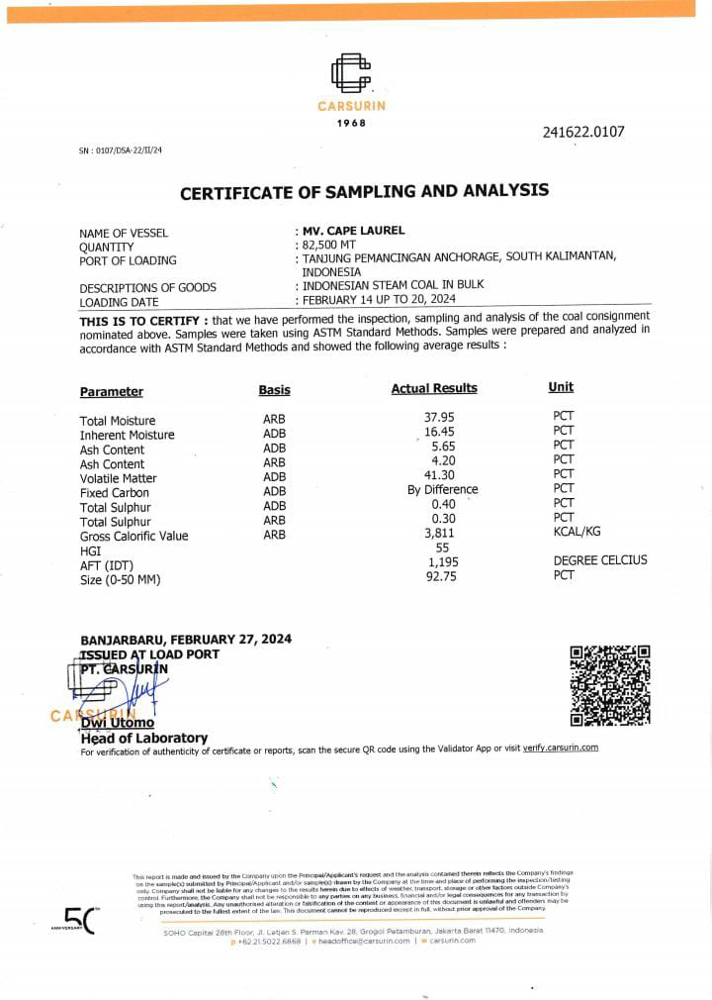 CARSURIN
1968
241622.0107
SN : 0107/DSA-22/II/24
CERTIFICATE OF SAMPLING AND ANALYSIS
NAME OF VESSEL : MV. CAPE LAUREL
QUANTITY : 82,500 MT
PORT OF LOADING : TANJUNG PEMANCINGAN ANCHORAGE, SOUTH KALIMANTAN,
INDONESIA
DESCRIPTIONS OF GOODS : INDONESIAN STEAM COAL IN BULK
LOADING DATE : FEBRUARY 14 UP TO 20, 2024
THIS IS TO CERTIFY : that we have performed the inspection, sampling and analysis of the coal consignment
nominated above. Samples were taken using ASTM Standard Methods. Samples were prepared and analyzed in
accordance with ASTM Standard Methods and showed the following average results :
Parameter Basis Actual Results Unit
Total Moisture ARB 37.95 PCT
Inherent Moisture ADB 16.45 PCT
Ash Content ADB 5.65 PCT
Ash Content ARB 4.20 PCT
Volatile Matter ADB 41.30 PCT
Fixed Carbon ADB By Difference PCT
Total Sulphur ADB 0.40 PCT
Total Sulphur ARB 0.30 PCT
Gross Calorific Value ARB 3,811 KCAL/KG
HGI 55
AFT (IDT) 1,195 DEGREE CELCIUS
Size (0-50 MM) 92.75 PCT
BANJARBARU, FEBRUARY 27, 2024
ISSUED AT LOAD PORT
PT. CARSURIN
CARSURIN
Dwi Utomo
Head of Laboratory
For verification of authenticity of certificate or reports, scan the secure QR code using the Validator App or visit verify.carsurin.com
This report is made and issued by the Company upon the Principal/Applicant's request and the analysis contained therein reflects the Company's findings
on the sample(s) submitted by Principal/Applicant and/or sample(s) drawn by the Company at the time and place of performing the inspection/testing
only. Company shall not be liable for any changes to the results herein due to effects of weather, transport, storage or other factors outside Company's
control. Furthermore, the Company shall not be responsible to any parties on any business, financial and/or legal consequences for any transaction by
using this report/analysis. Any unauthorised alteration or falsification of the content or appearance of this document is unlawful and offenders may be
prosecuted to the fullest extent of the law. This document cannot be reproduced except in full, without prior approval of the Company.
50
ANNIVERSARY
SOHO Capital 28th Floor, Jl. Letjen S. Parman Kav. 28, Grogol Petamburan, Jakarta Barat 11470, Indonesia
p +62.21.5022.6868 | e headoffice@carsurin.com | w carsurin.com